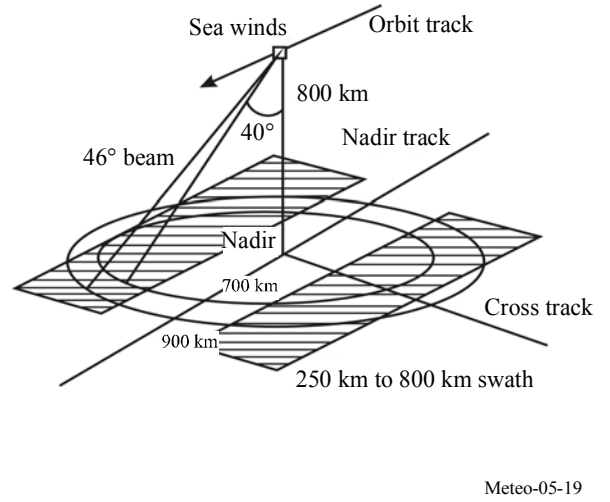 Sea winds
Orbit track
800 km
40°
Nadir track
46° beam
Nadir
700 km
Cross track
900 km
250 km to 800 km swath
Meteo-05-19